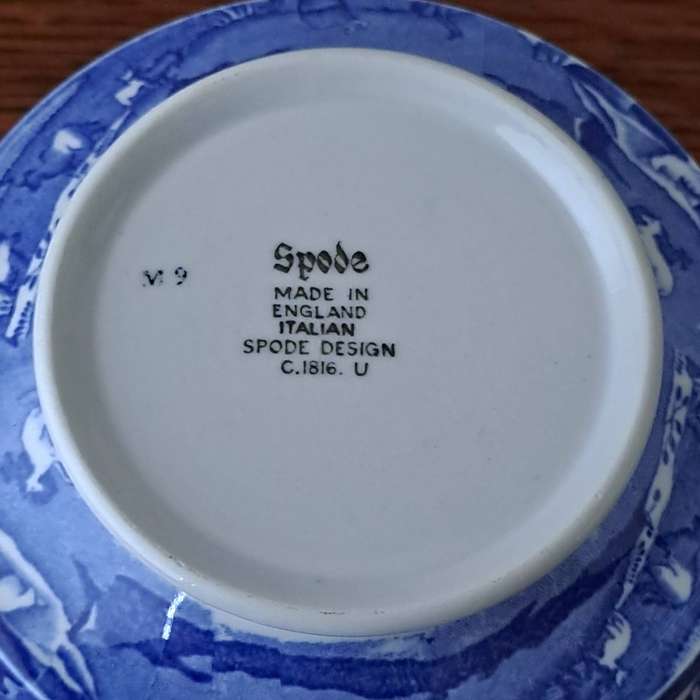 Spode
MADE IN
ENGLAND
ITALIAN
SPODE DESIGN
C.1816. U
M 9